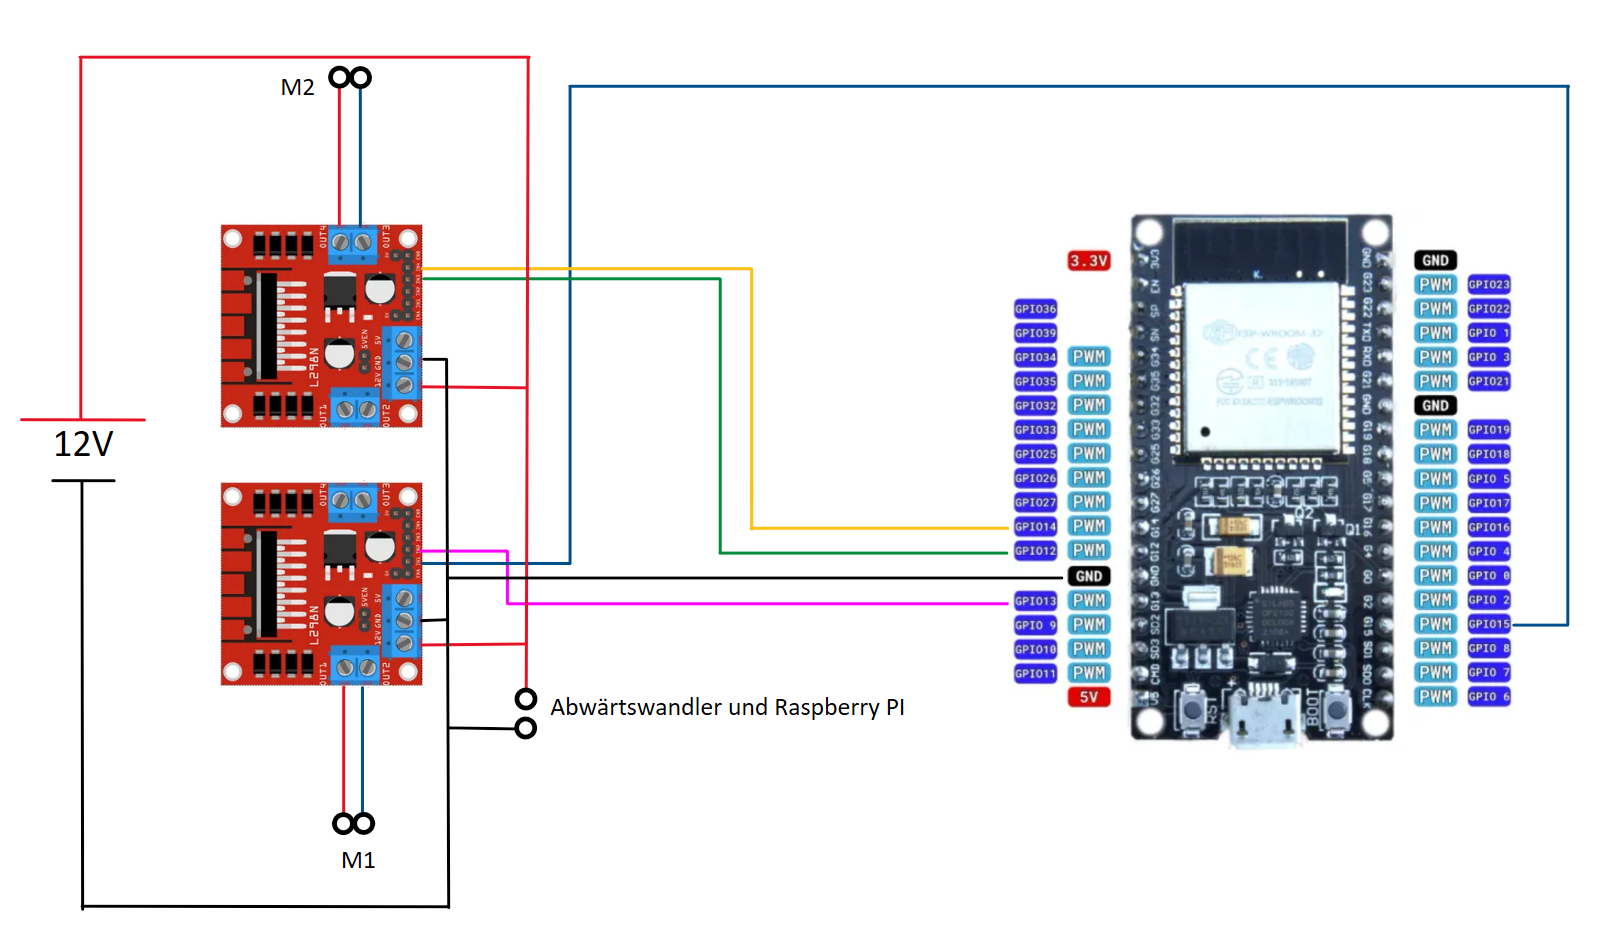 M2
12V
OUT4
OUT3
5VEN
5V
GND
12V
L298N
OUT1
OUT2
OUT4
OUT3
5VEN
5V
GND
12V
L298N
OUT1
OUT2
M1
Abwärtswandler und Raspberry PI
3.3V
GPIO36
GPIO39
GPIO34 PWM
GPIO35 PWM
GPIO32 PWM
GPIO33 PWM
GPIO25 PWM
GPIO26 PWM
GPIO27 PWM
GPIO14 PWM
GPIO12 PWM
GND
GPIO13 PWM
GPIO 9 PWM
GPIO10 PWM
GPIO11 PWM
5V
3V3
EN
SP
SN
G34
G35
G32
G33
G25
G26
G27
G14
G12
GND
G13
SD2
SD3
CMD
V5
ESP-WROOM-32
CE
R
Q2
Q1
RST
BOOT
GND
G23
G22
TXD
RXD
G21
GND
G19
G18
G5
G17
G16
G4
G0
G2
G15
SD1
SD0
CLK
GND
PWM GPIO23
PWM GPIO22
PWM GPIO 1
PWM GPIO 3
PWM GPIO21
GND
PWM GPIO19
PWM GPIO18
PWM GPIO 5
PWM GPIO17
PWM GPIO16
PWM GPIO 4
PWM GPIO 0
PWM GPIO 2
PWM GPIO15
PWM GPIO 8
PWM GPIO 7
PWM GPIO 6